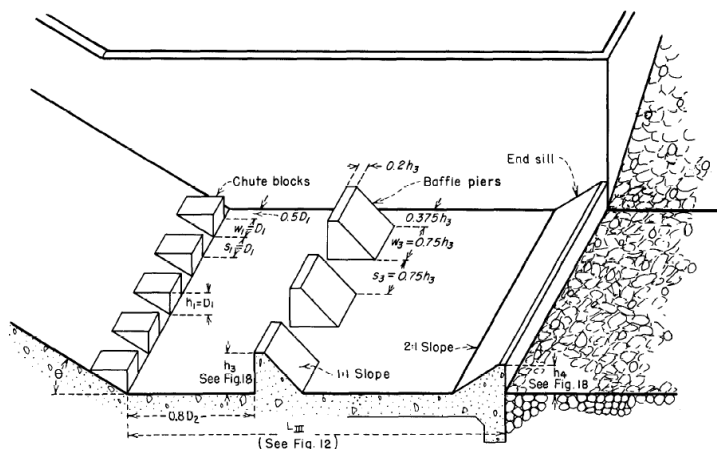 End sill
0.2h₃
Chute blocks
Baffle piers
0.5D₁
0.375h₃
w₁=D₁
w₃=0.75h₃
s₁=D₁
s₃=0.75h₃
h₁=D₁
2:1 Slope
θ
h₃
See Fig.18
1:1 Slope
h₄
See Fig. 18
0.8D₂
L_III
(See Fig. 12)